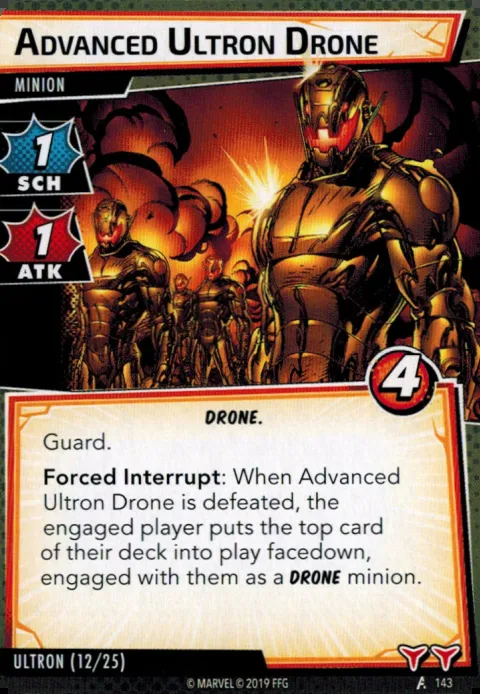 ADVANCED ULTRON DRONE
MINION
1
SCH
1
ATK
4
DRONE.
Guard.
Forced Interrupt: When Advanced
Ultron Drone is defeated, the
engaged player puts the top card
of their deck into play facedown,
engaged with them as a DRONE minion.
ULTRON (12/25)
© MARVEL © 2019 FFG
143